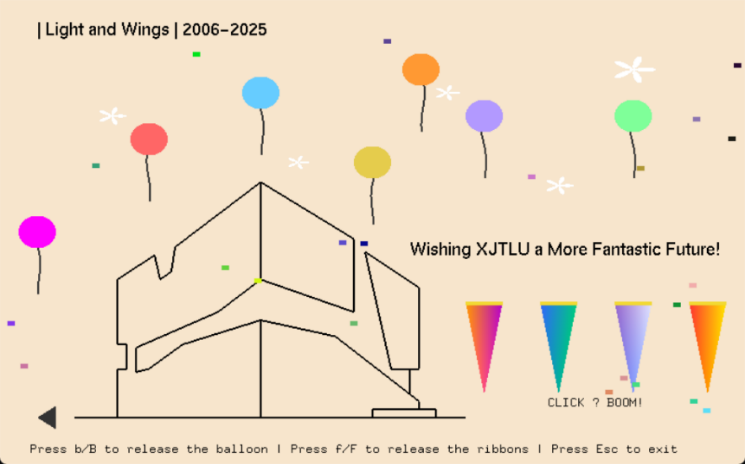 | Light and Wings | 2006-2025
Wishing XJTLU a More Fantastic Future!
CLICK ? BOOM!
Press b/B to release the balloon | Press f/F to release the ribbons | Press Esc to exit